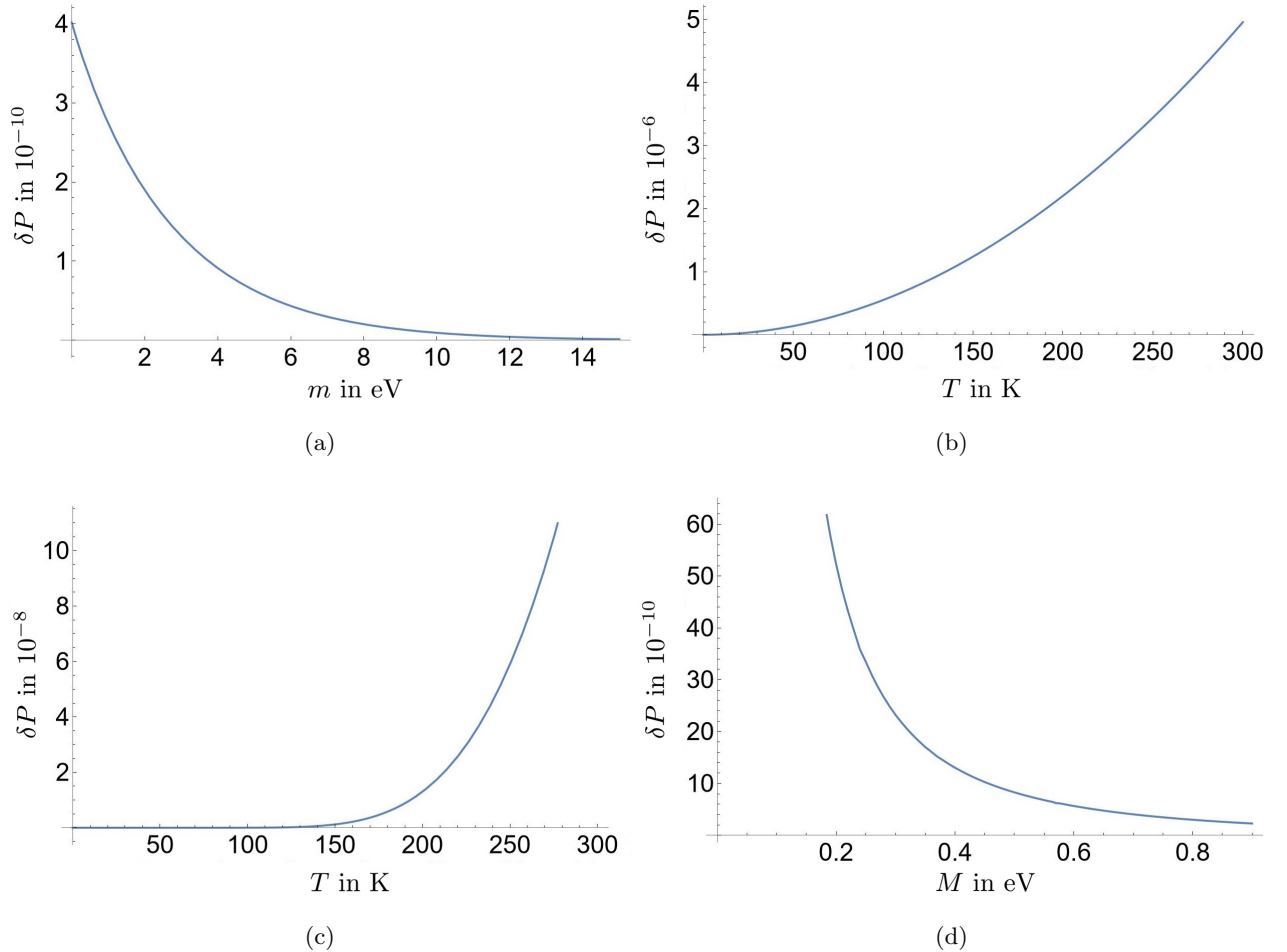 4
3
2
1
δP in 10⁻¹⁰
2 4 6 8 10 12 14
m in eV
(a)
5
4
3
2
1
δP in 10⁻⁶
50 100 150 200 250 300
T in K
(b)
10
8
6
4
2
δP in 10⁻⁸
50 100 150 200 250 300
T in K
(c)
60
50
40
30
20
10
δP in 10⁻¹⁰
0.2 0.4 0.6 0.8
M in eV
(d)